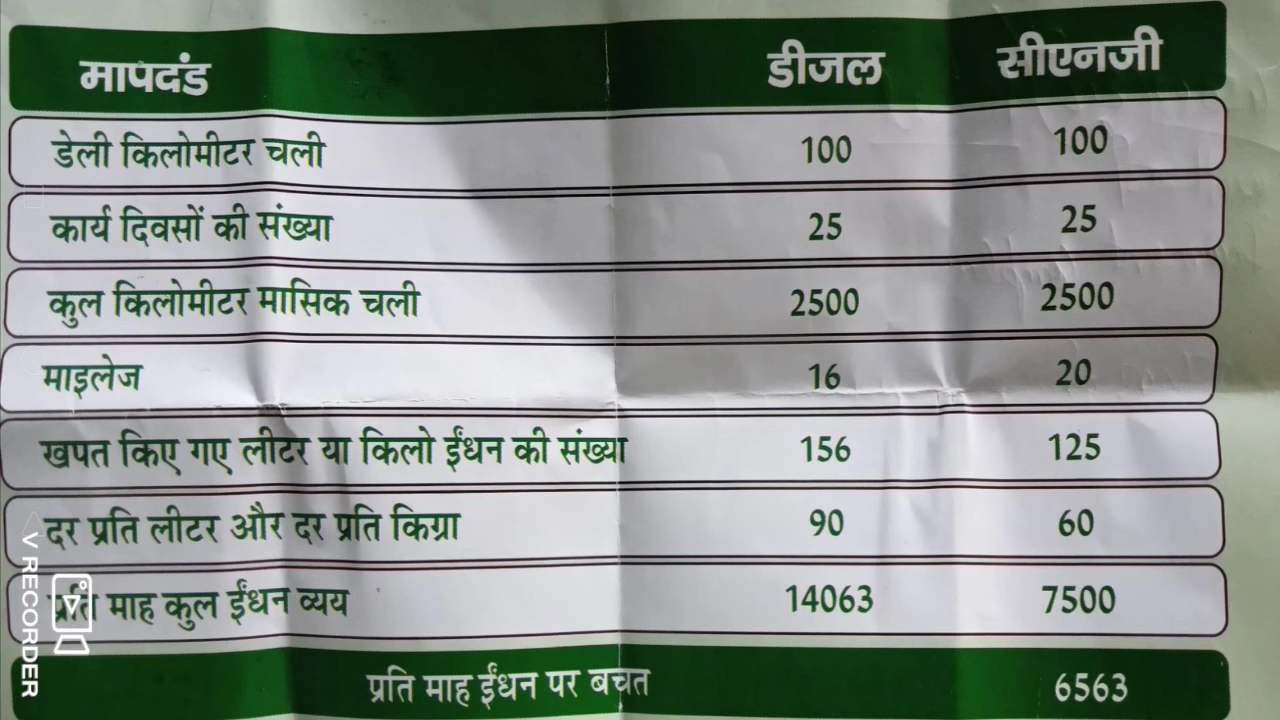 मापदंड डीजल सीएनजी
डेली किलोमीटर चली 100 100
कार्य दिवसों की संख्या 25 25
कुल किलोमीटर मासिक चली 2500 2500
माइलेज 16 20
खपत किए गए लीटर या किलो ईंधन की संख्या 156 125
दर प्रति लीटर और दर प्रति किग्रा 90 60
प्रति माह कुल ईंधन व्यय 14063 7500
प्रति माह ईंधन पर बचत 6563
V RECORDER